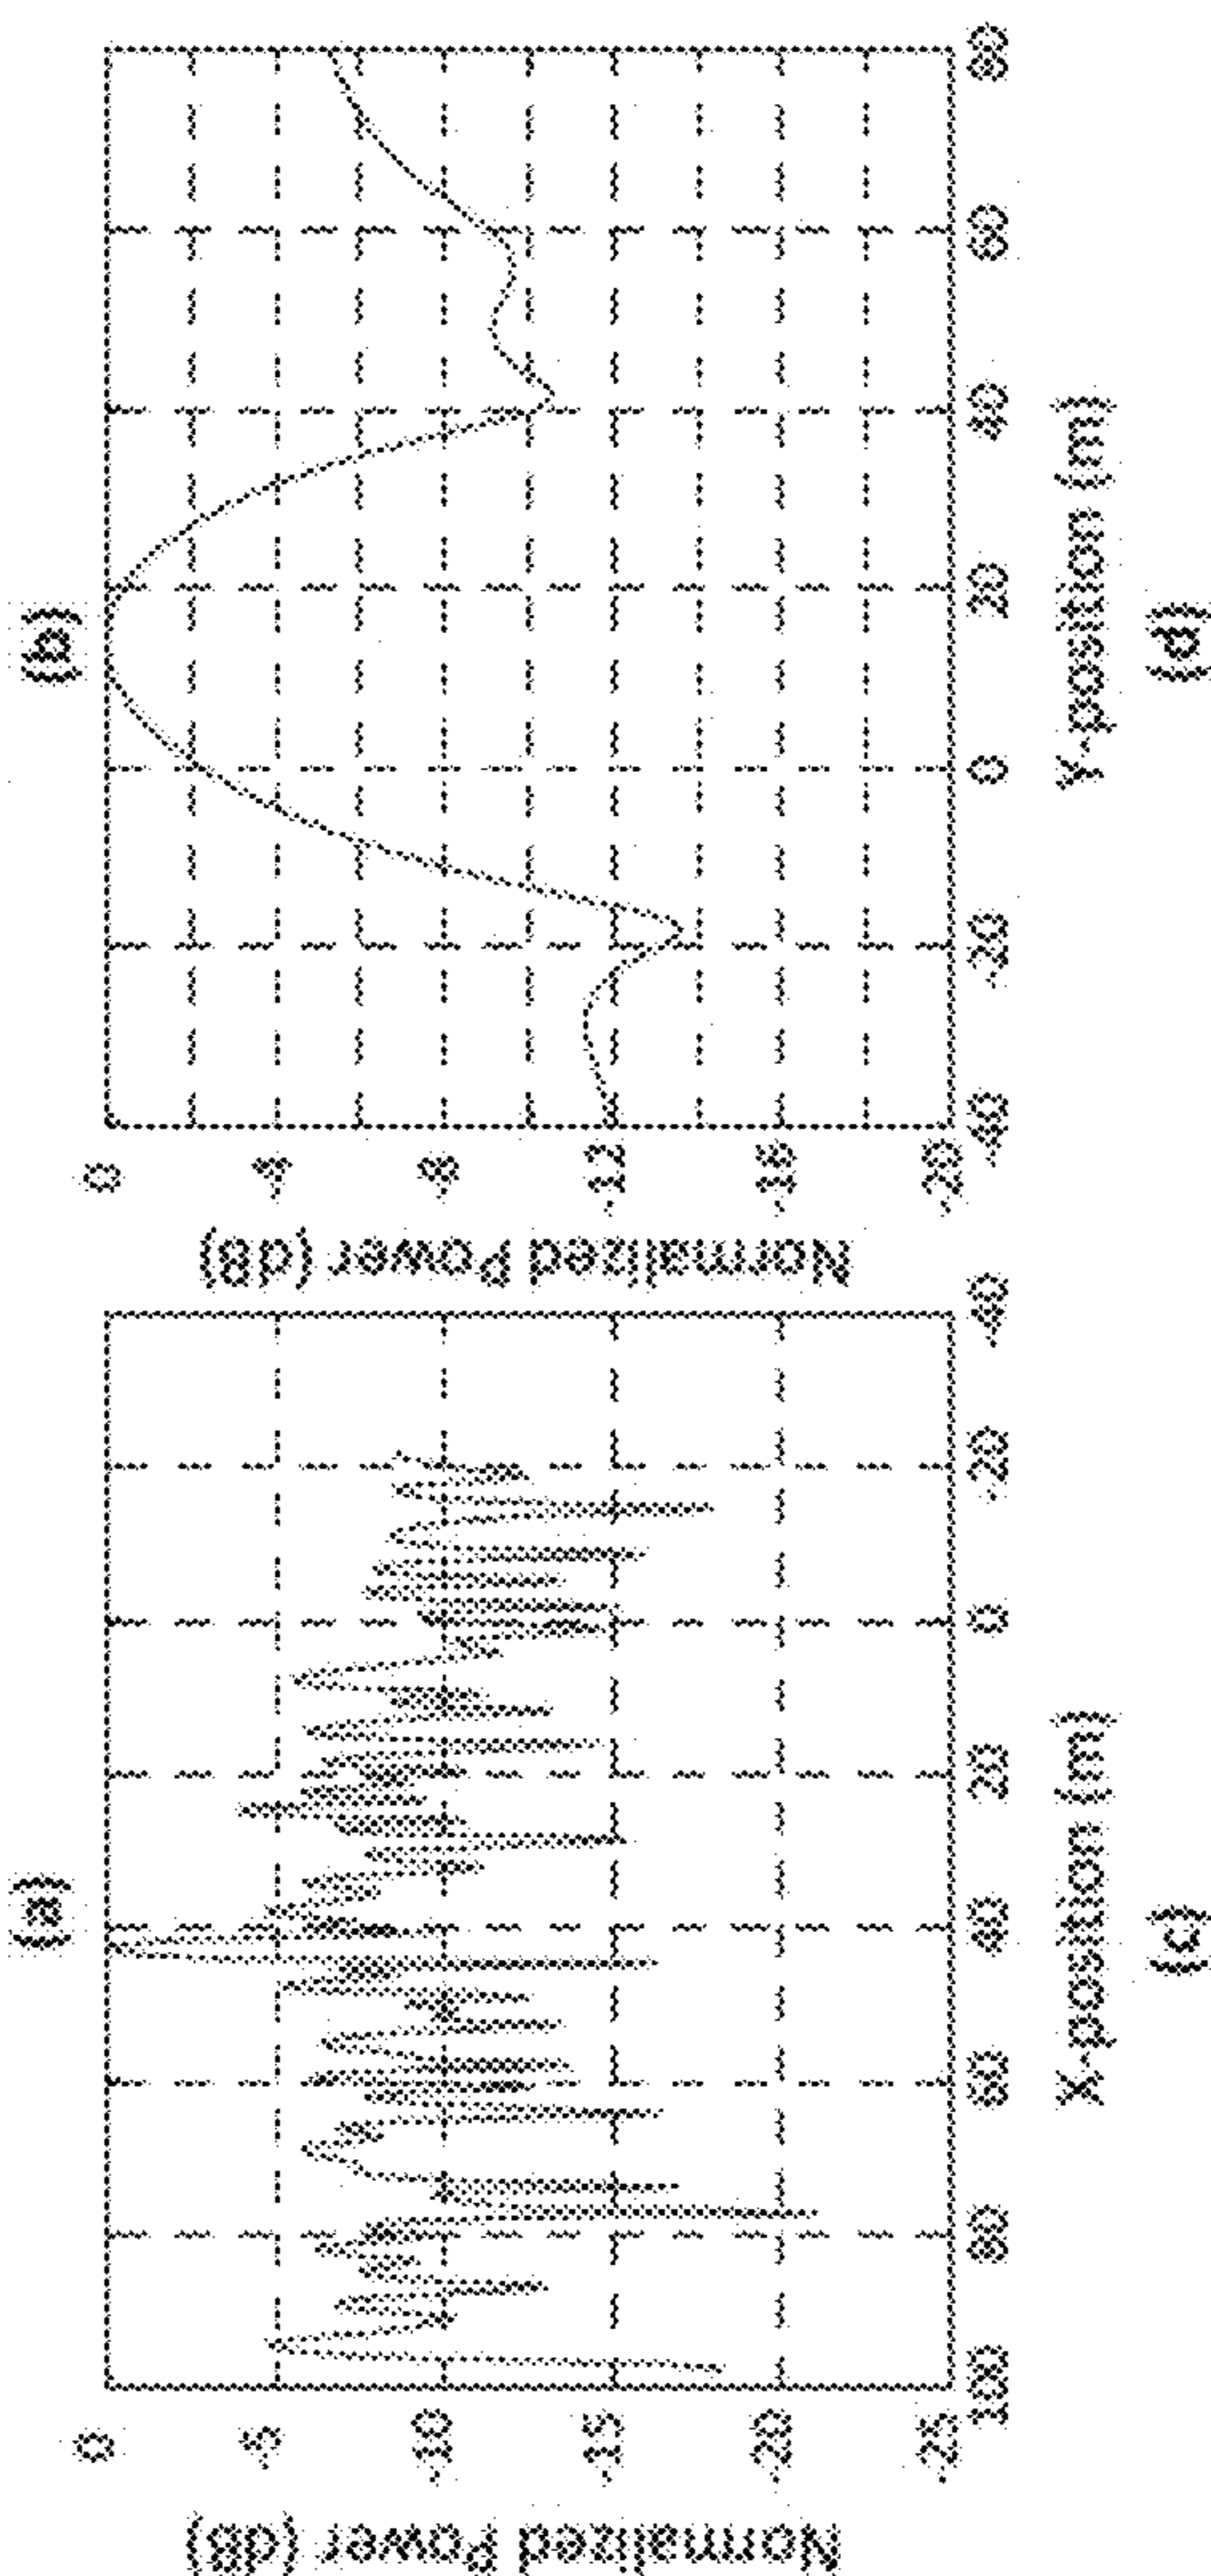 (a)
(b)
Normalized Power (dB)
0
-5
-10
-15
-20
-25
100 80 60 40 20 0 -20 -40
X-position (m)
(c)
Normalized Power (dB)
0
-4
-8
-12
-16
-20
-40 -20 0 20 40 60 80
Y-position (m)
(d)